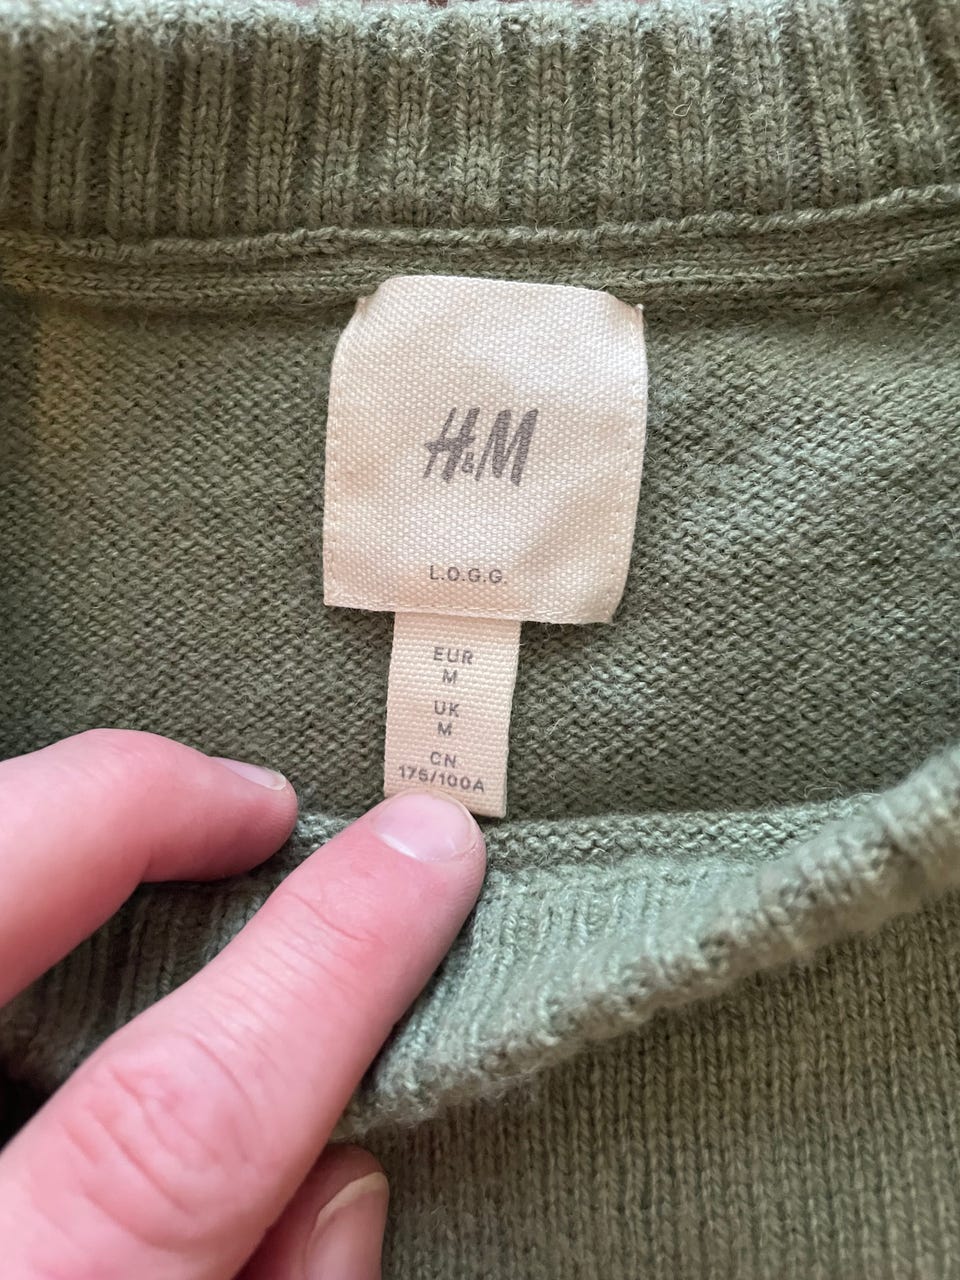 H&M
L.O.G.G.
EUR
M
UK
M
CN
175/100A